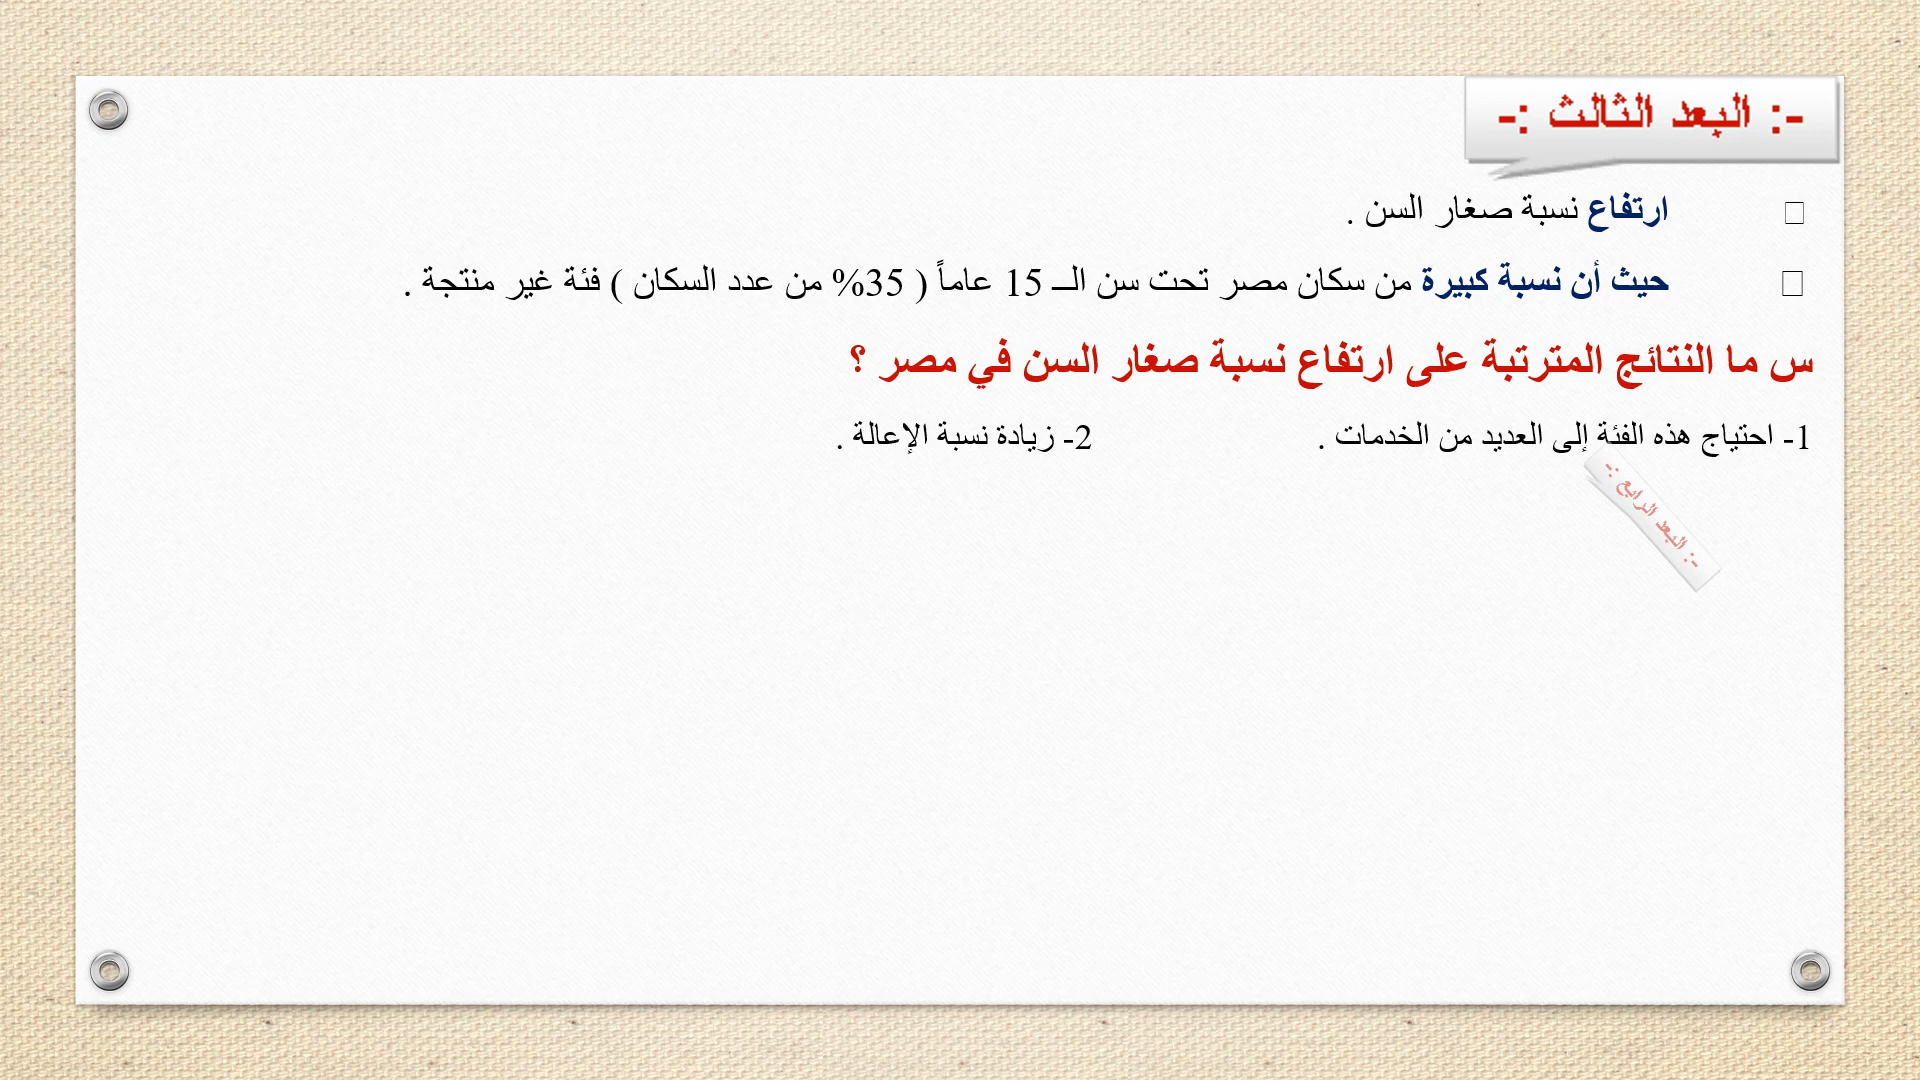 -: البعد الثالث :-
ارتفاع نسبة صغار السن .
حيث أن نسبة كبيرة من سكان مصر تحت سن الــ 15 عاماً ( 35% من عدد السكان ) فئة غير منتجة .
س ما النتائج المترتبة على ارتفاع نسبة صغار السن في مصر ؟
1- احتياج هذه الفئة إلى العديد من الخدمات . 2- زيادة نسبة الإعالة .
-: البعد الرابع :-